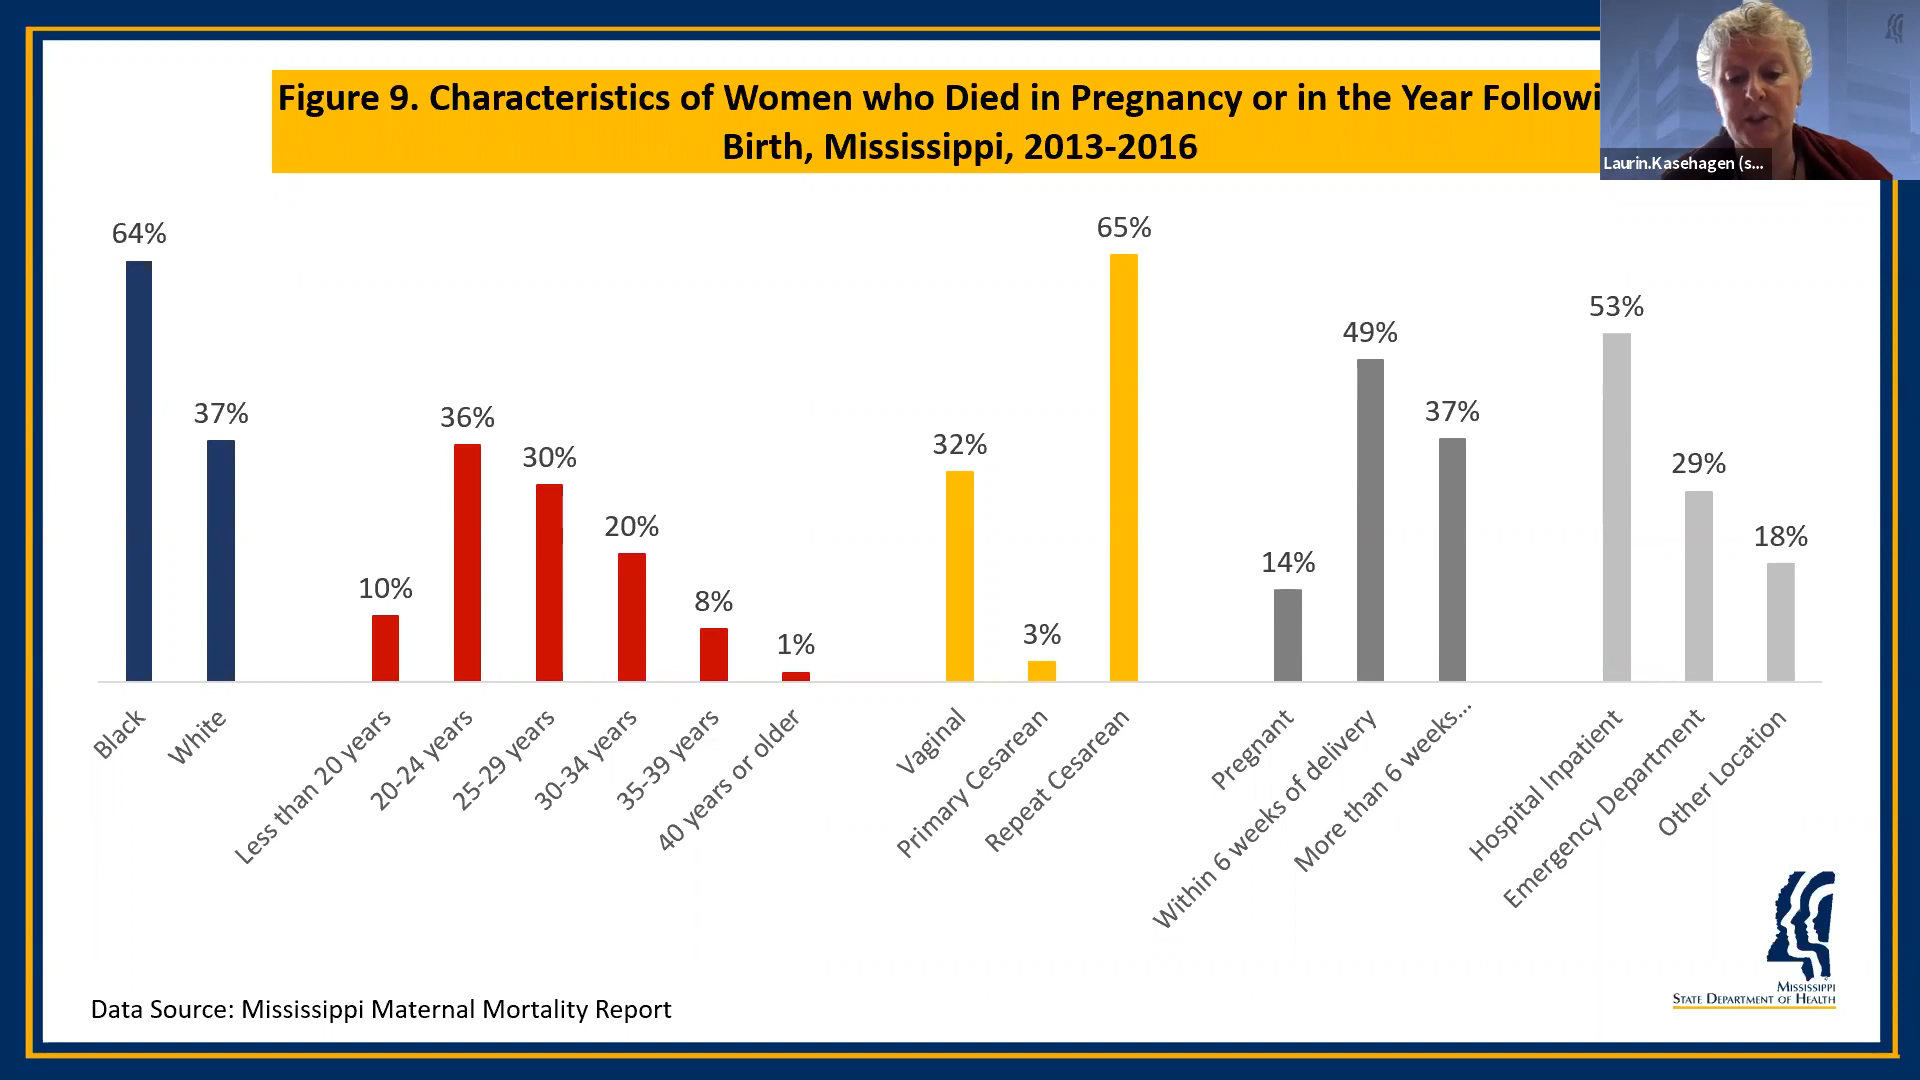 Figure 9. Characteristics of Women who Died in Pregnancy or in the Year Followi
Birth, Mississippi, 2013-2016
Laurin.Kasehagen (s...
64%
37%
10%
36%
30%
20%
8%
1%
32%
3%
65%
14%
49%
37%
53%
29%
18%
Black
White
Less than 20 years
20-24 years
25-29 years
30-34 years
35-39 years
40 years or older
Vaginal
Primary Cesarean
Repeat Cesarean
Pregnant
Within 6 weeks of delivery
More than 6 weeks...
Hospital Inpatient
Emergency Department
Other Location
Data Source: Mississippi Maternal Mortality Report
MISSISSIPPI
STATE DEPARTMENT OF HEALTH